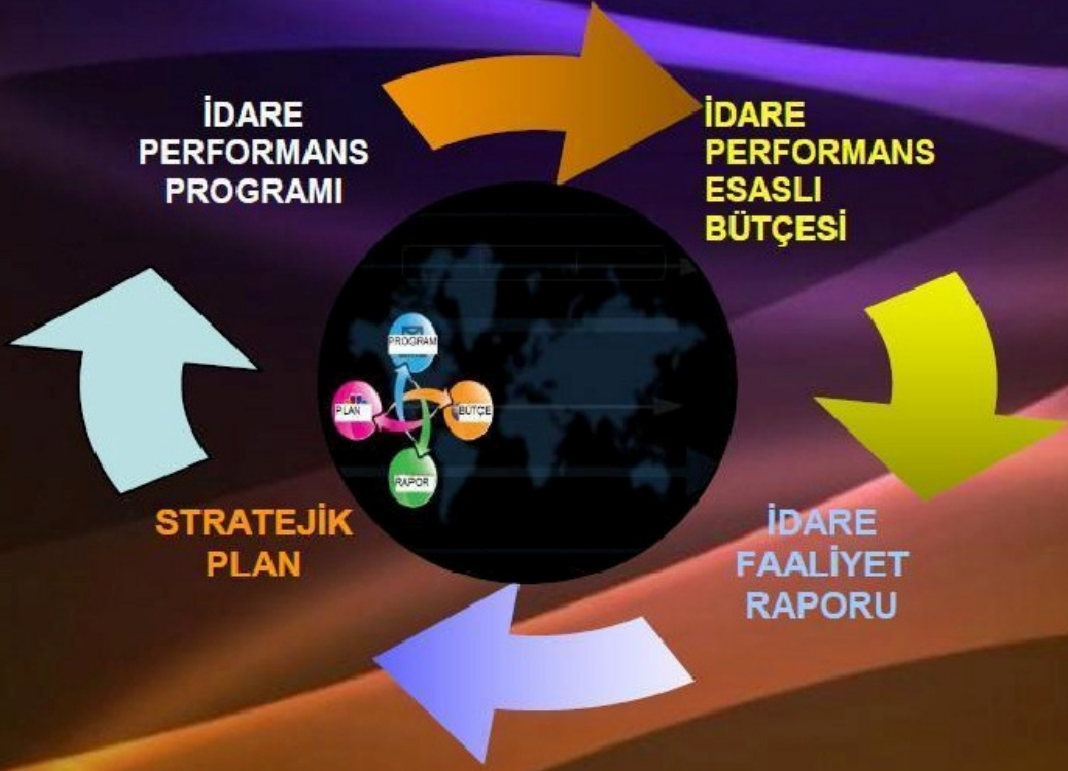 İDARE
PERFORMANS
PROGRAMI
İDARE
PERFORMANS
ESASLI
BÜTÇESİ
PROGRAM
PLAN
BÜTÇE
RAPOR
STRATEJİK
PLAN
İDARE
FAALİYET
RAPORU